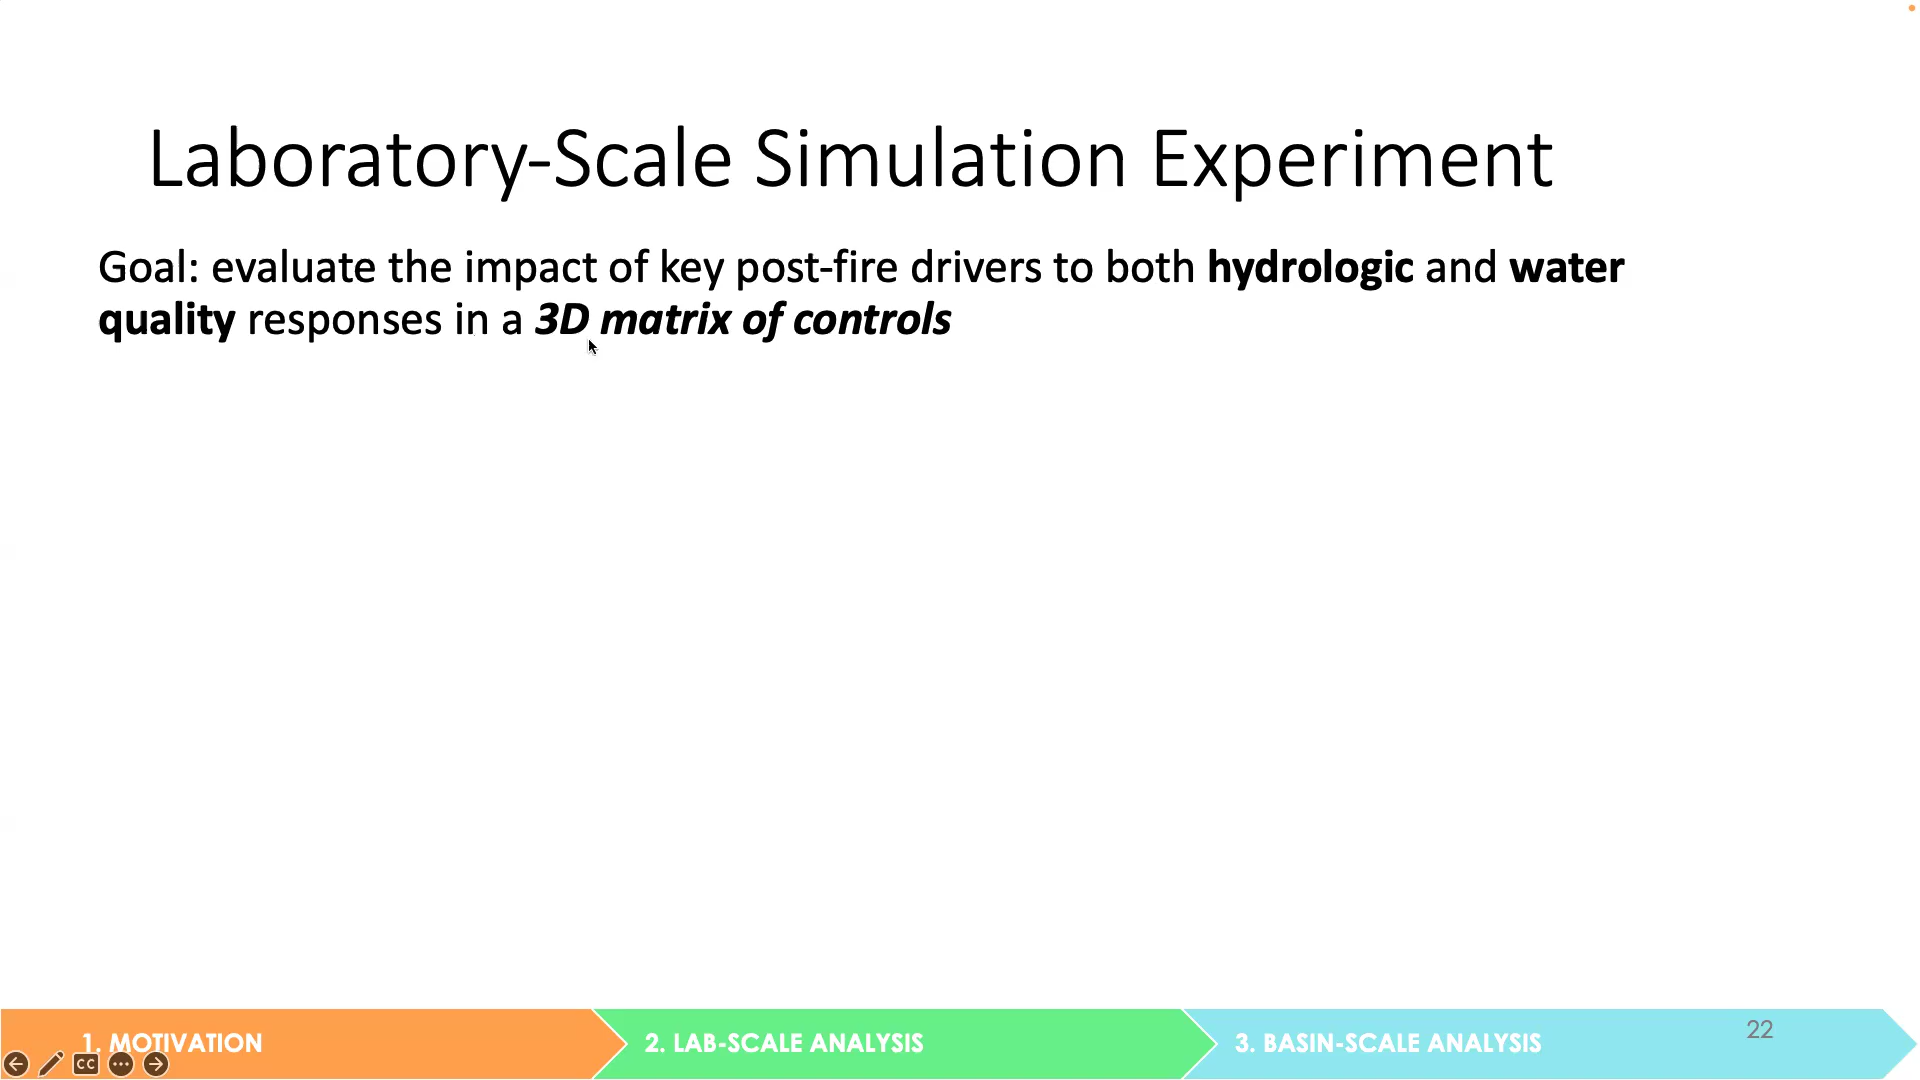 Laboratory-Scale Simulation Experiment
Goal: evaluate the impact of key post-fire drivers to both hydrologic and water
quality responses in a 3D matrix of controls
1. MOTIVATION
2. LAB-SCALE ANALYSIS
3. BASIN-SCALE ANALYSIS
22
CC